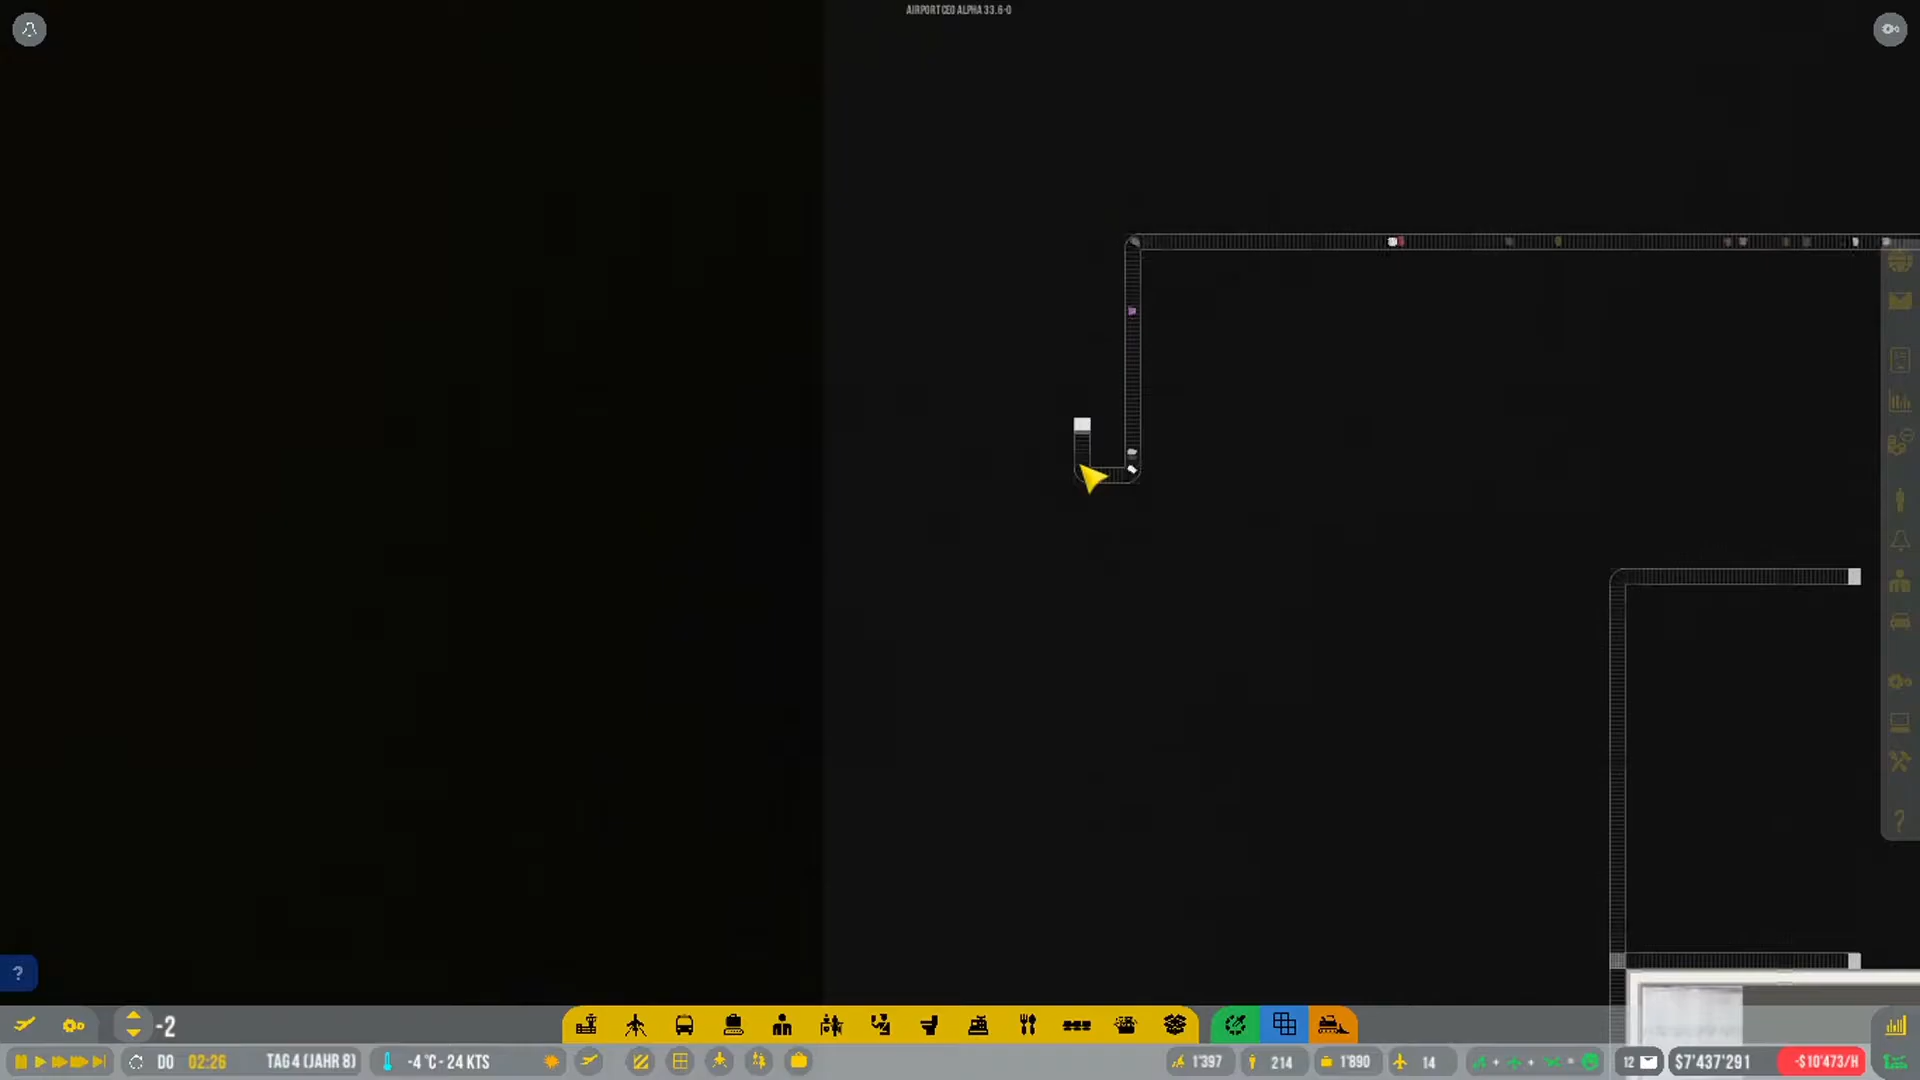 AIRPORT CEO ALPHA 33.6-0
?
?
-2
DO 02:26 TAG 4 (JAHR 8) -4 °C - 24 KTS 1'397 214 1'890 14 + + = 12 $7'437'291 -$10'473/H